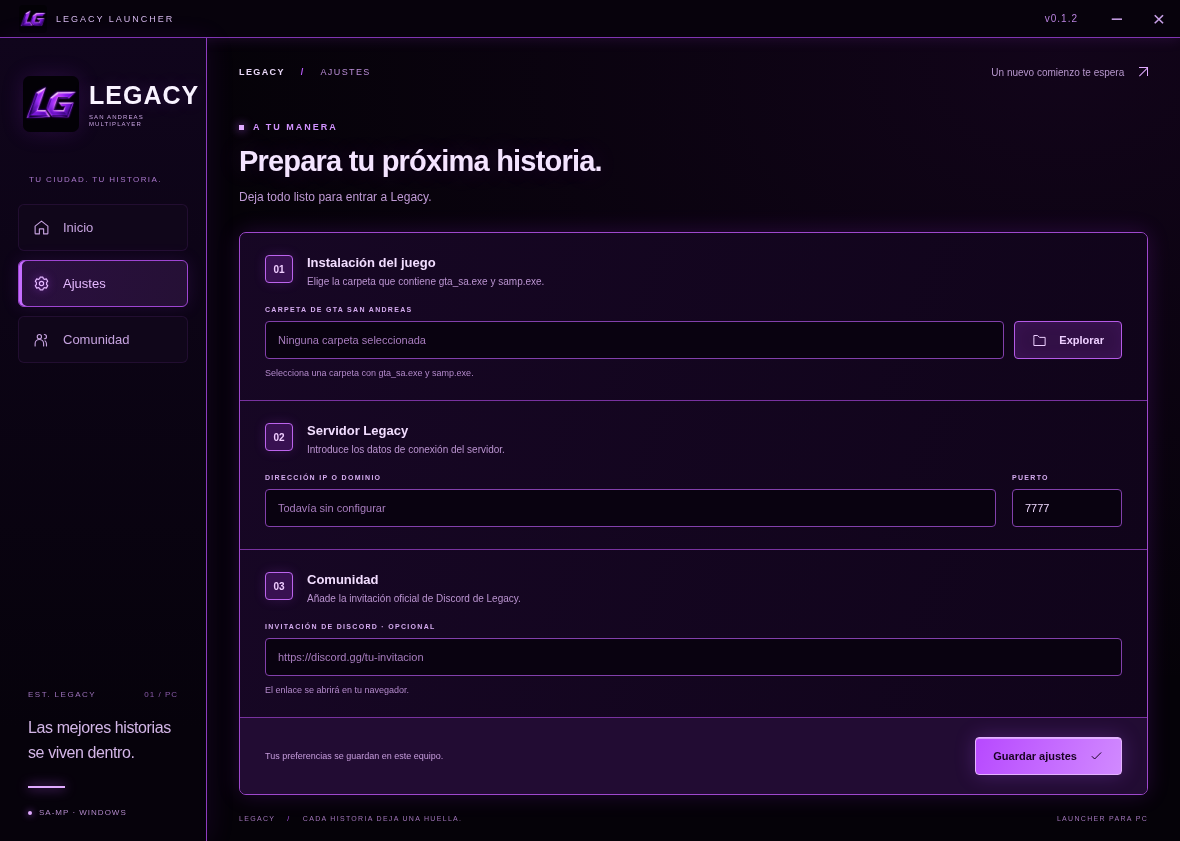 LG LEGACY LAUNCHER
v0.1.2
LG
LEGACY
SAN ANDREAS
MULTIPLAYER
TU CIUDAD. TU HISTORIA.
Inicio
Ajustes
Comunidad
EST. LEGACY 01 / PC
Las mejores historias
se viven dentro.
SA-MP · WINDOWS
LEGACY / AJUSTES
Un nuevo comienzo te espera
A TU MANERA
Prepara tu próxima historia.
Deja todo listo para entrar a Legacy.
01 Instalación del juego
Elige la carpeta que contiene gta_sa.exe y samp.exe.
CARPETA DE GTA SAN ANDREAS
Ninguna carpeta seleccionada
Explorar
Selecciona una carpeta con gta_sa.exe y samp.exe.
02 Servidor Legacy
Introduce los datos de conexión del servidor.
DIRECCIÓN IP O DOMINIO PUERTO
Todavía sin configurar 7777
03 Comunidad
Añade la invitación oficial de Discord de Legacy.
INVITACIÓN DE DISCORD · OPCIONAL
https://discord.gg/tu-invitacion
El enlace se abrirá en tu navegador.
Tus preferencias se guardan en este equipo.
Guardar ajustes
LEGACY / CADA HISTORIA DEJA UNA HUELLA.
LAUNCHER PARA PC